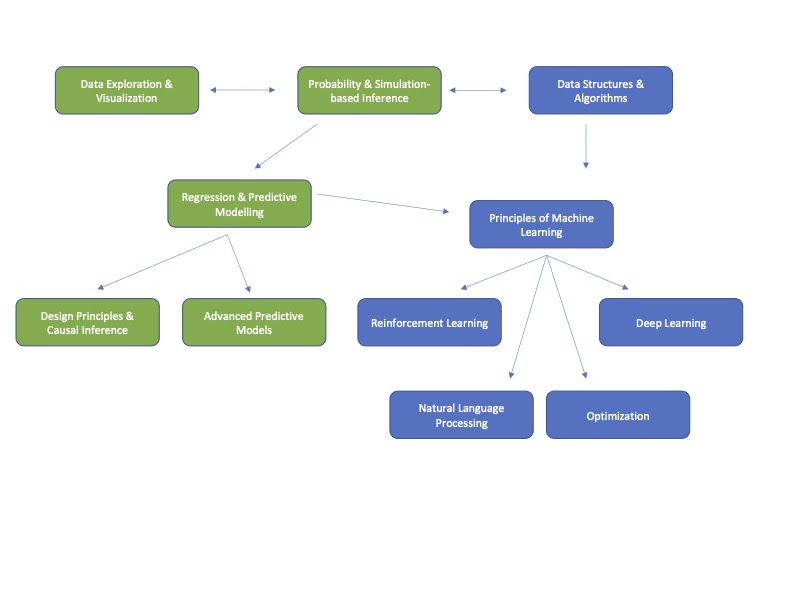 Data Exploration &
Visualization
Probability & Simulation-
based Inference
Data Structures &
Algorithms
Regression & Predictive
Modelling
Principles of Machine
Learning
Design Principles &
Causal Inference
Advanced Predictive
Models
Reinforcement Learning
Deep Learning
Natural Language
Processing
Optimization